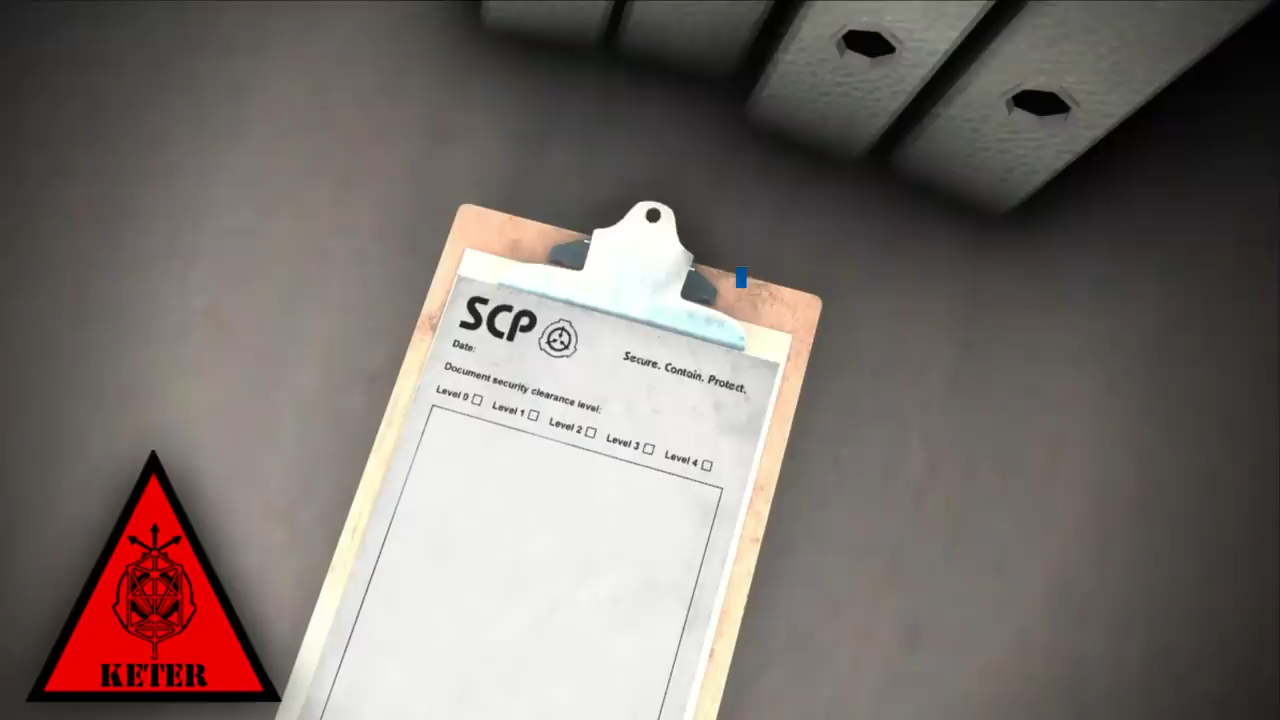 SCP
Secure. Contain. Protect.
Date:
Document security clearance level:
Level 0 Level 1 Level 2 Level 3 Level 4
KETER